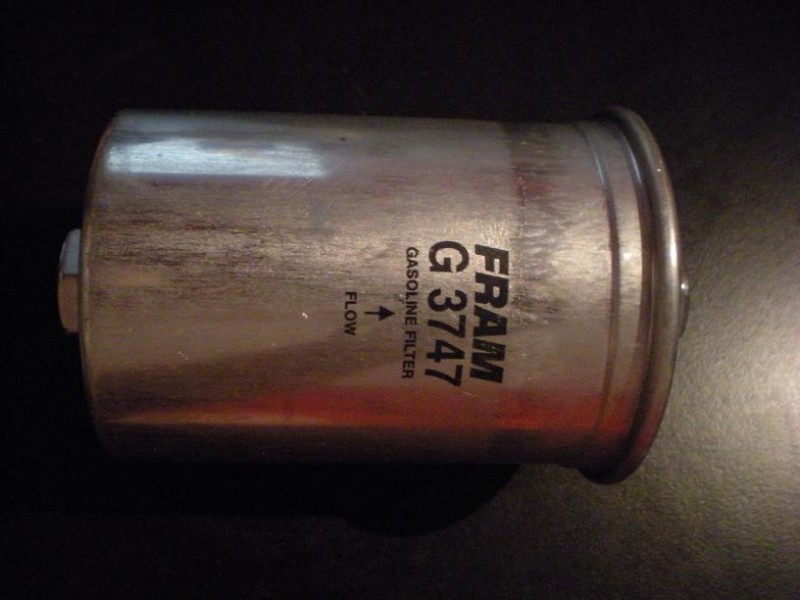 FRAM
G 3747
GASOLINE FILTER
FLOW